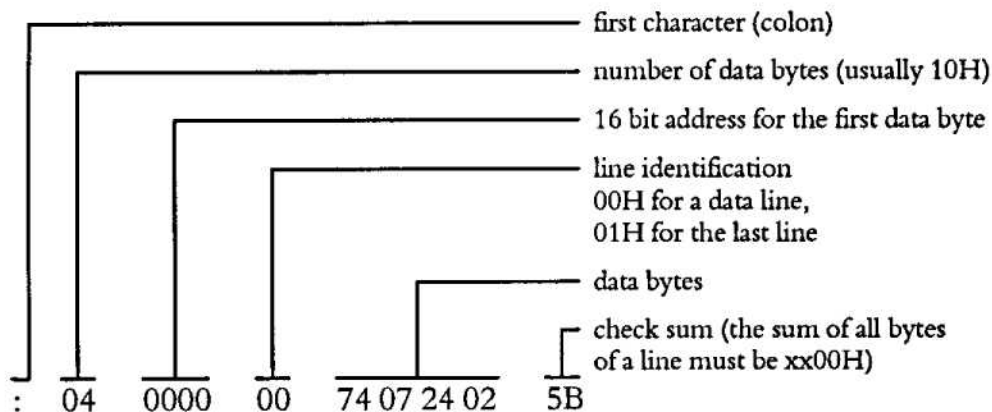 first character (colon)
number of data bytes (usually 10H)
16 bit address for the first data byte
line identification
00H for a data line,
01H for the last line
data bytes
check sum (the sum of all bytes
of a line must be xx00H)
: 04 0000 00 74 07 24 02 5B